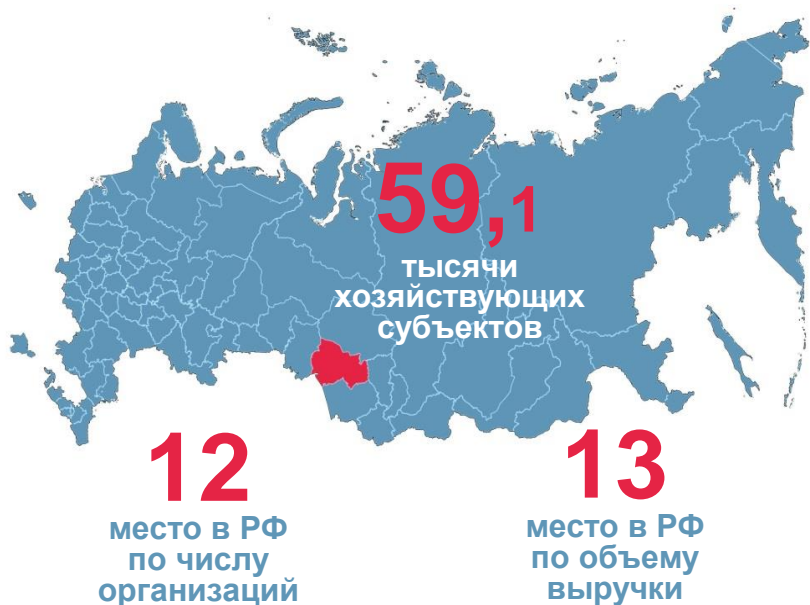 59,1
тысячи
хозяйствующих
субъектов
12
место в РФ
по числу
организаций
13
место в РФ
по объему
выручки